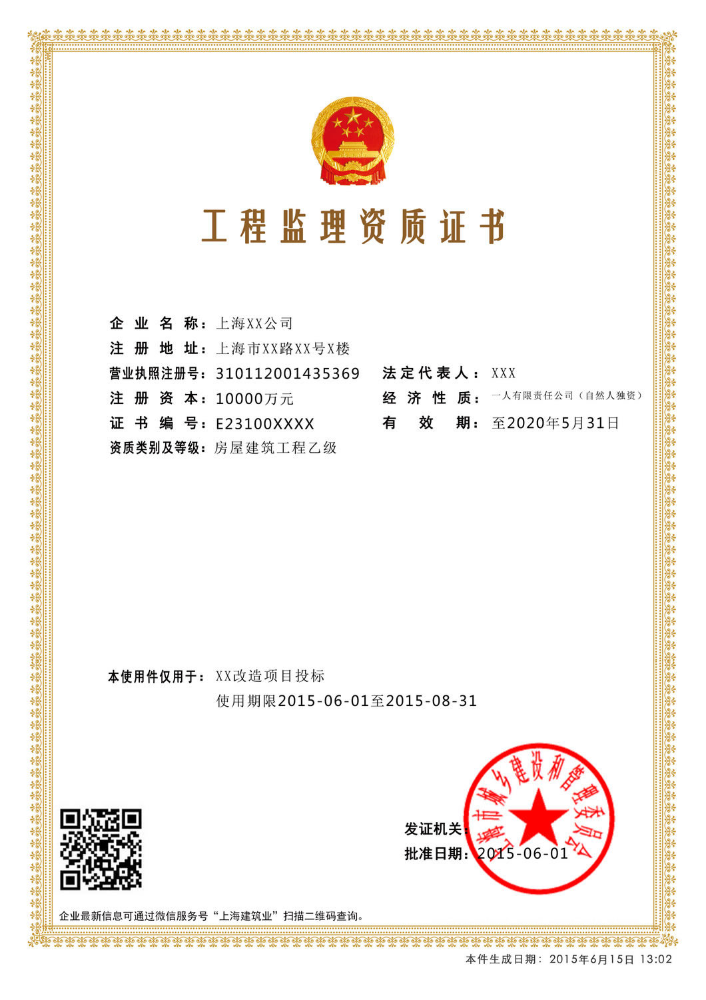 工程监理资质证书
企业名称：上海XX公司
注册地址：上海市XX路XX号X楼
营业执照注册号：310112001435369 法定代表人：XXX
注册资本：10000万元 经济性质：一人有限责任公司（自然人独资）
证书编号：E23100XXXX 有效期：至2020年5月31日
资质类别及等级：房屋建筑工程乙级
本使用件仅用于：XX改造项目投标
使用期限2015-06-01至2015-08-31
上海市城乡建设和管理委员会
发证机关：
批准日期：2015-06-01
企业最新信息可通过微信服务号“上海建筑业”扫描二维码查询。
本件生成日期：2015年6月15日 13:02